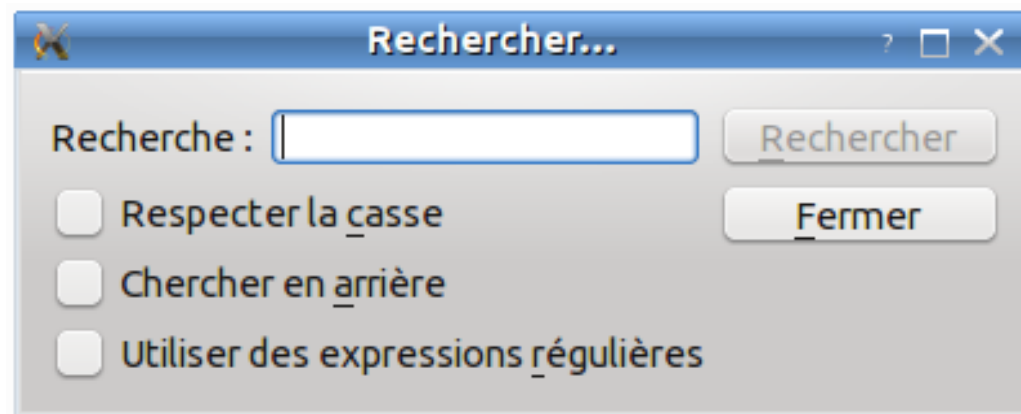 Rechercher...
?
Recherche : Rechercher
Respecter la casse Fermer
Chercher en arrière
Utiliser des expressions régulières